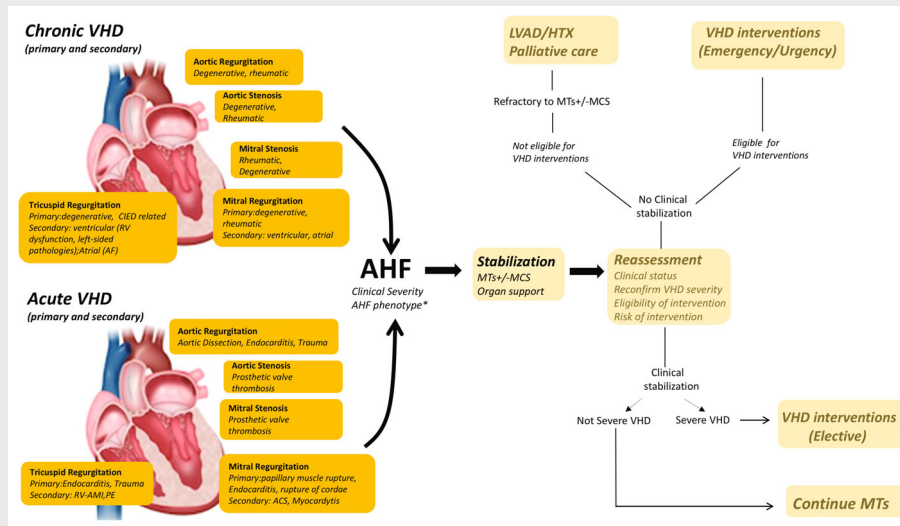 Chronic VHD
(primary and secondary)
Aortic Regurgitation
Degenerative, rheumatic
Aortic Stenosis
Degenerative,
Rheumatic
Mitral Stenosis
Rheumatic,
Degenerative
Mitral Regurgitation
Primary:degenerative,
rheumatic
Secondary: ventricular, atrial
Tricuspid Regurgitation
Primary:degenerative, CIED related
Secondary: ventricular (RV
dysfunction, left-sided
pathologies);Atrial (AF)
Acute VHD
(primary and secondary)
Aortic Regurgitation
Aortic Dissection, Endocarditis, Trauma
Aortic Stenosis
Prosthetic valve
thrombosis
Mitral Stenosis
Prosthetic valve
thrombosis
Mitral Regurgitation
Primary:papillary muscle rupture,
Endocarditis, rupture of cordae
Secondary: ACS, Myocardytis
Tricuspid Regurgitation
Primary:Endocarditis, Trauma
Secondary: RV-AMI,PE
AHF
Clinical Severity
AHF phenotype*
Stabilization
MTs+/-MCS
Organ support
Reassessment
Clinical status
Reconfirm VHD severity
Eligibility of intervention
Risk of intervention
No Clinical
stabilization
Not eligible for
VHD interventions
Refractory to MTs+/-MCS
LVAD/HTX
Palliative care
Eligible for
VHD interventions
VHD interventions
(Emergency/Urgency)
Clinical
stabilization
Not Severe VHD
Severe VHD
VHD interventions
(Elective)
Continue MTs